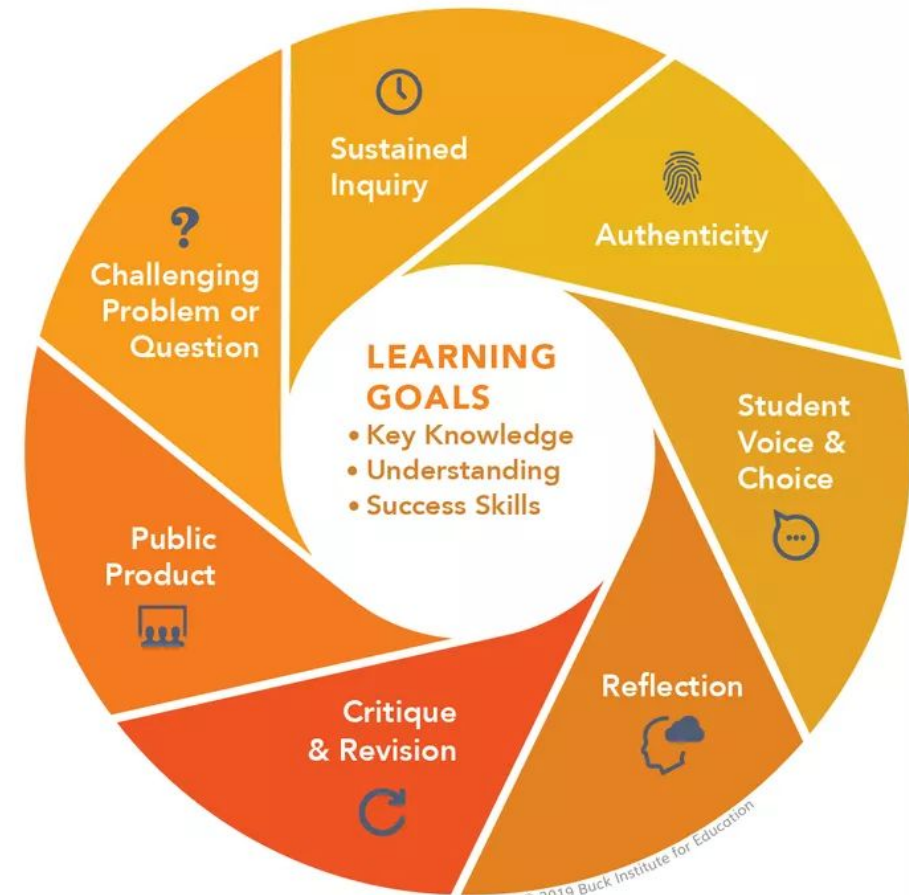 Sustained
Inquiry
Authenticity
?
Challenging
Problem or
Question
LEARNING
GOALS
• Key Knowledge
• Understanding
• Success Skills
Student
Voice &
Choice
Public
Product
Reflection
Critique
& Revision
2019 Buck Institute for Education